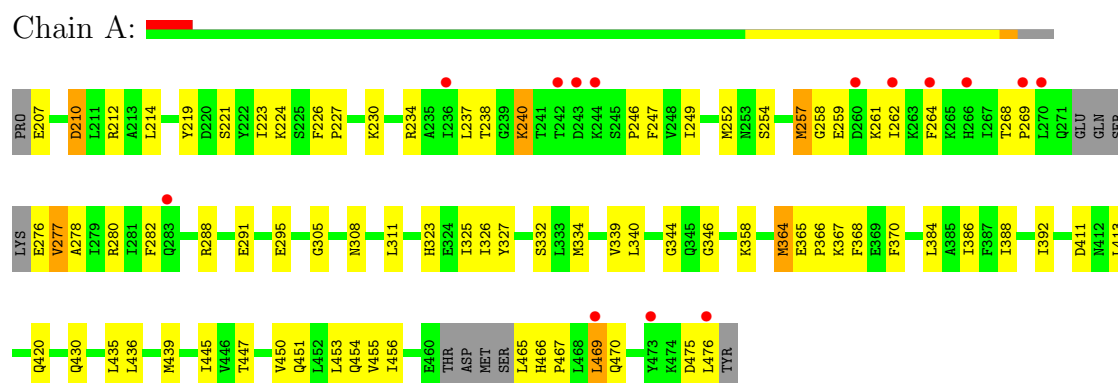 Chain A:
PRO E207 D210 L211 R212 A213 L214 Y219 D220 S221 Y222 I223 K224 S225 F226 P227 K230 R234 A235 I236 L237 T238 G239 K240 T241 T242 D243 K244 S245 P246 F247 V248 I249 M252 N253 S254 M257 G258 E259 D260 K261 I262 K263 F264 K265 H266 I267 T268 P269 L270 Q271 GLU GLN SER
LYS E276 V277 A278 I279 R280 I281 F282 Q283 R288 E291 E295 G305 N308 L311 H323 E324 I325 I326 Y327 S332 L333 M334 V339 L340 G344 Q345 G346 K358 M364 E365 P366 K367 F368 E369 F370 L384 A385 I386 F387 I388 I392 D411 N412 L413
Q420 Q430 L435 L436 M439 I445 V446 T447 V450 Q451 L452 L453 Q454 V455 I456 E460 THR ASP MET SER L465 H466 P467 L468 L469 Q470 Y473 K474 D475 L476 TYR